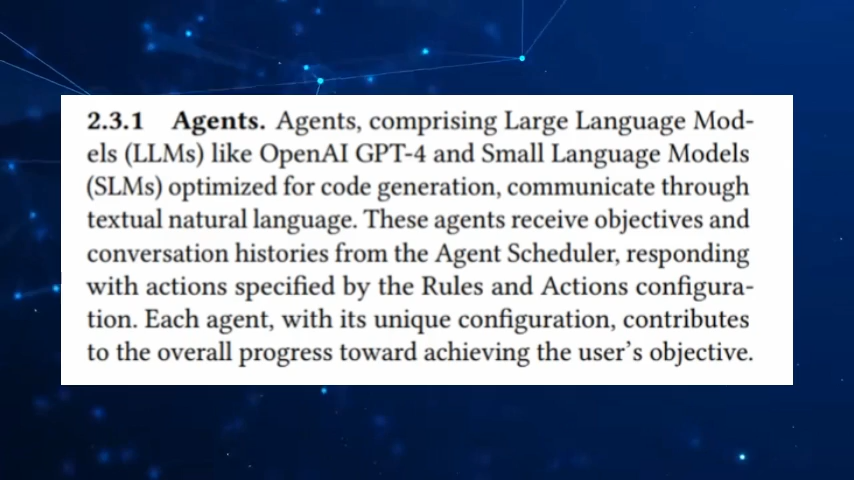 2.3.1 Agents. Agents, comprising Large Language Mod-
els (LLMs) like OpenAI GPT-4 and Small Language Models
(SLMs) optimized for code generation, communicate through
textual natural language. These agents receive objectives and
conversation histories from the Agent Scheduler, responding
with actions specified by the Rules and Actions configura-
tion. Each agent, with its unique configuration, contributes
to the overall progress toward achieving the user’s objective.